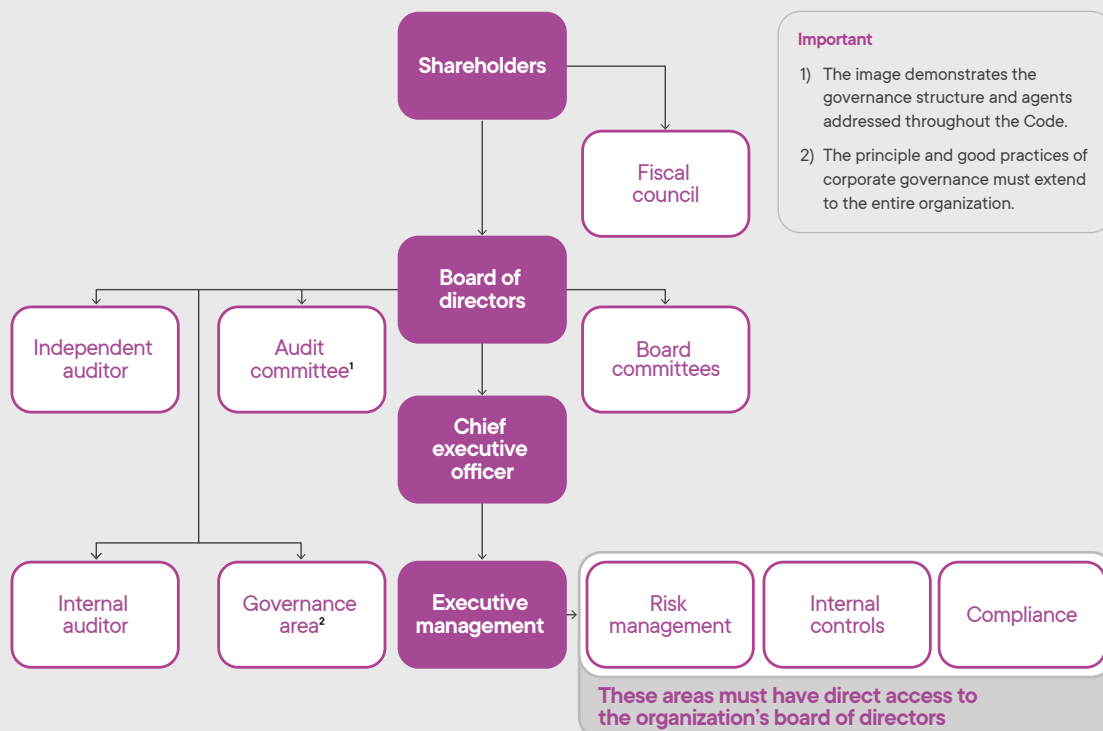 Shareholders
Important
1) The image demonstrates the
governance structure and agents
addressed throughout the Code.
2) The principle and good practices of
corporate governance must extend
to the entire organization.
Fiscal
council
Board of
directors
Independent
auditor
Audit
committee¹
Board
committees
Chief
executive
officer
Internal
auditor
Governance
area²
Executive
management
Risk
management
Internal
controls
Compliance
These areas must have direct access to
the organization’s board of directors